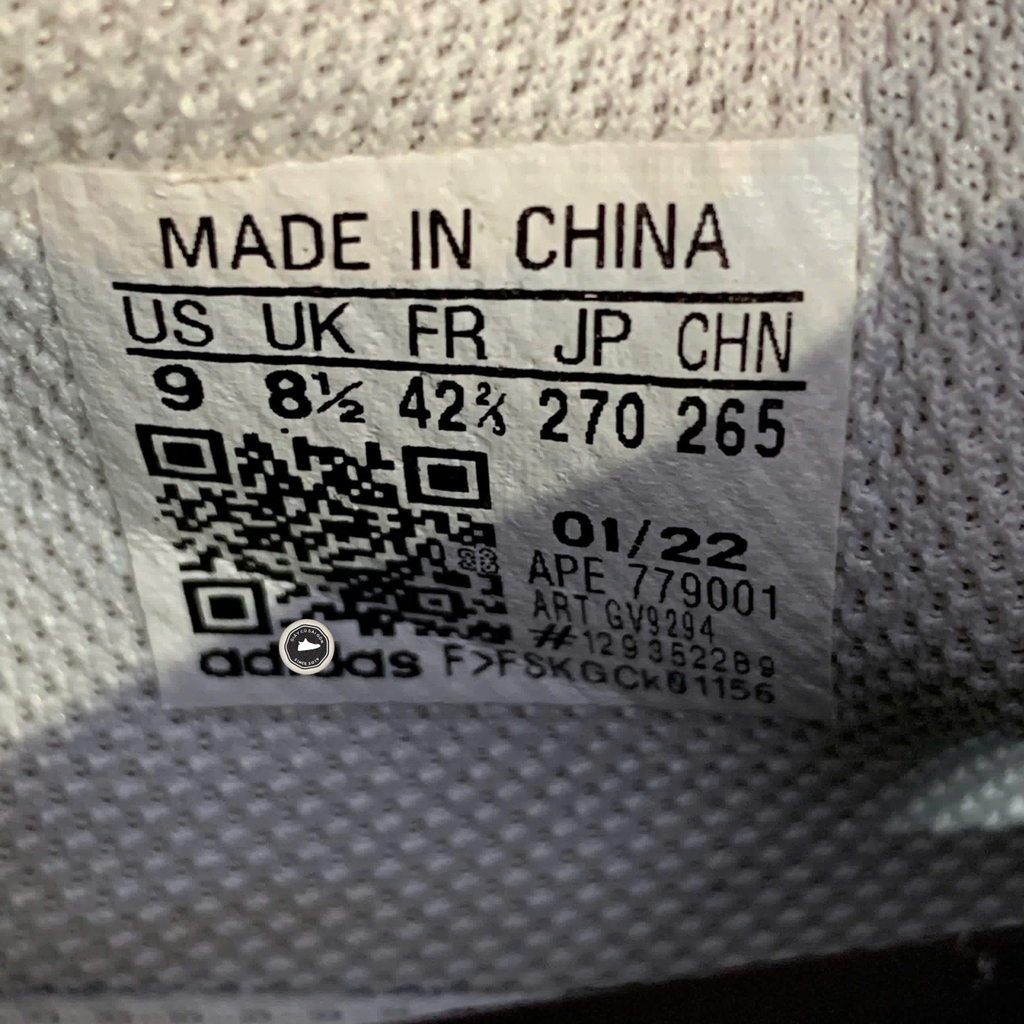 MADE IN CHINA
US UK FR JP CHN
9 8½ 42⅔ 270 265
01/22
APE 779001
ART GV9294
#129352289
adidas F>FSKGCK01156